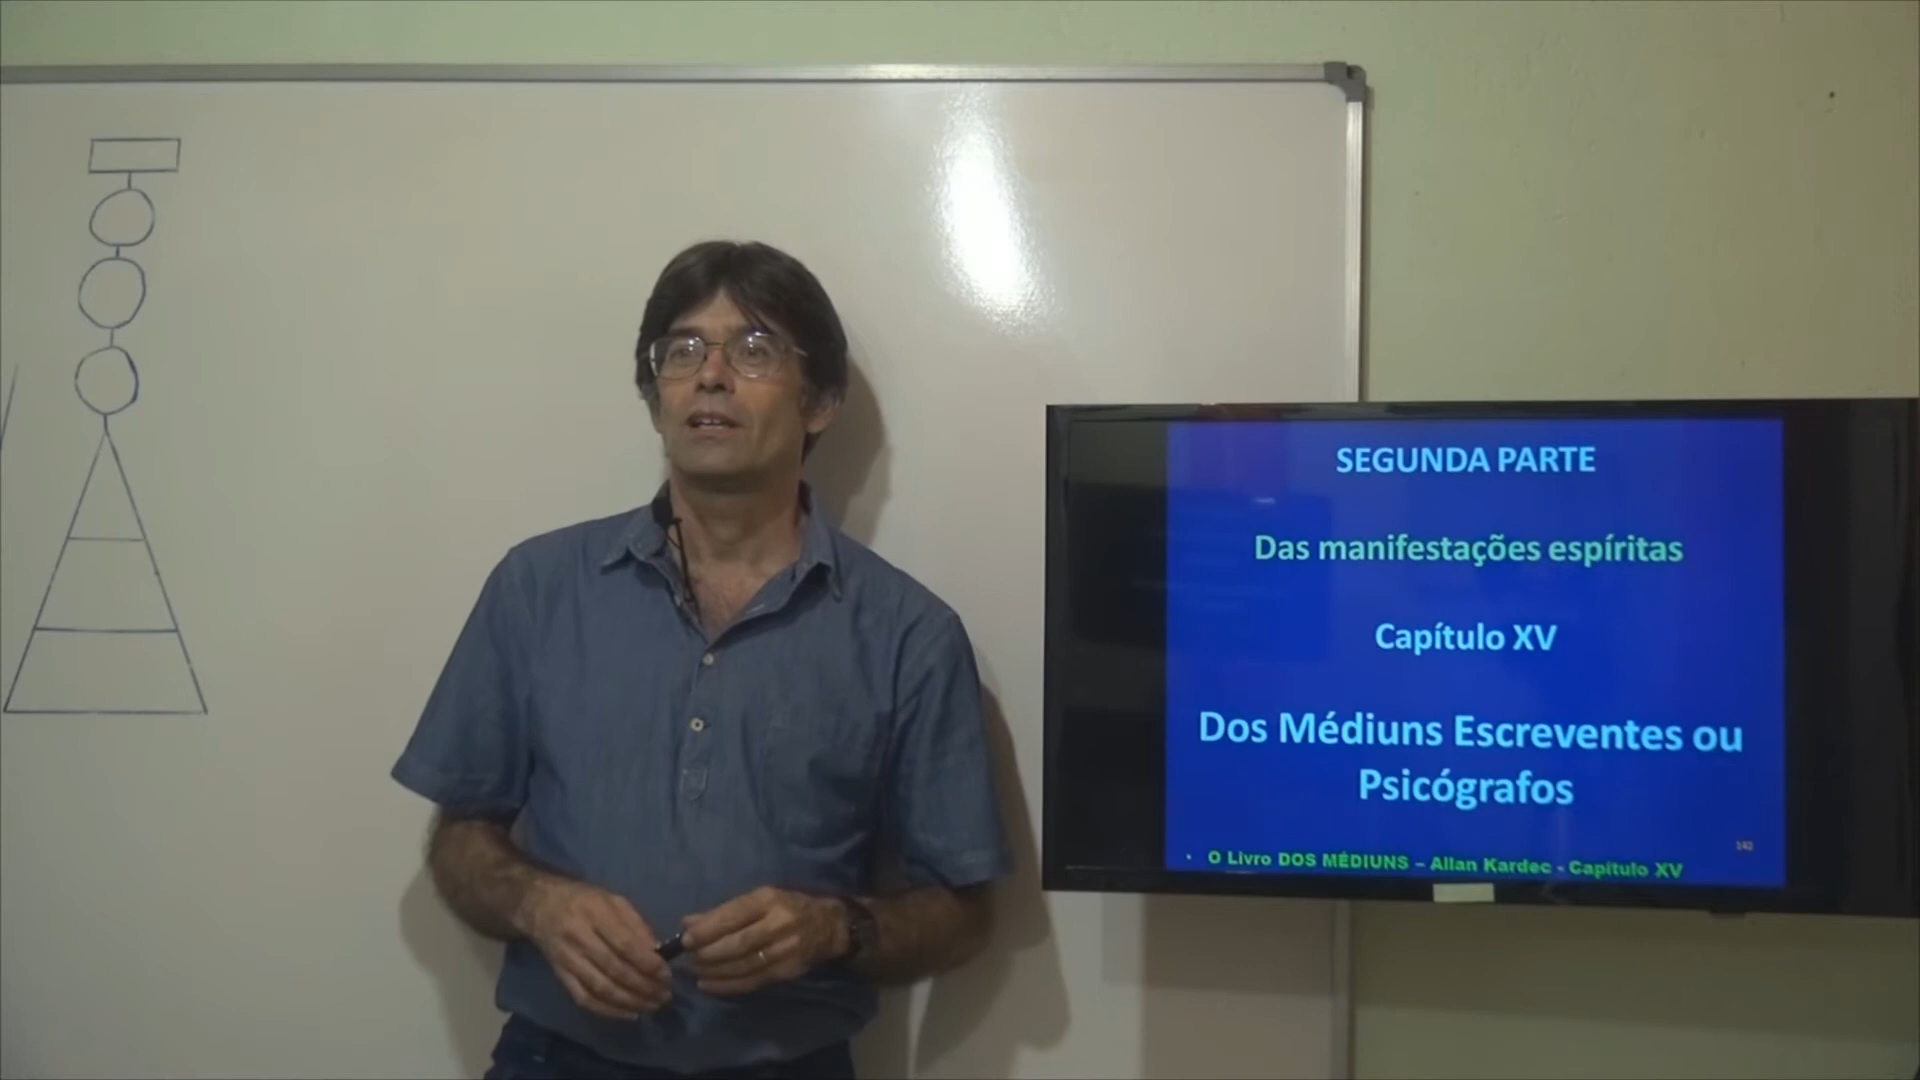 SEGUNDA PARTE
Das manifestações espíritas
Capítulo XV
Dos Médiuns Escreventes ou
Psicógrafos
142
• O Livro DOS MÉDIUNS – Allan Kardec - Capítulo XV